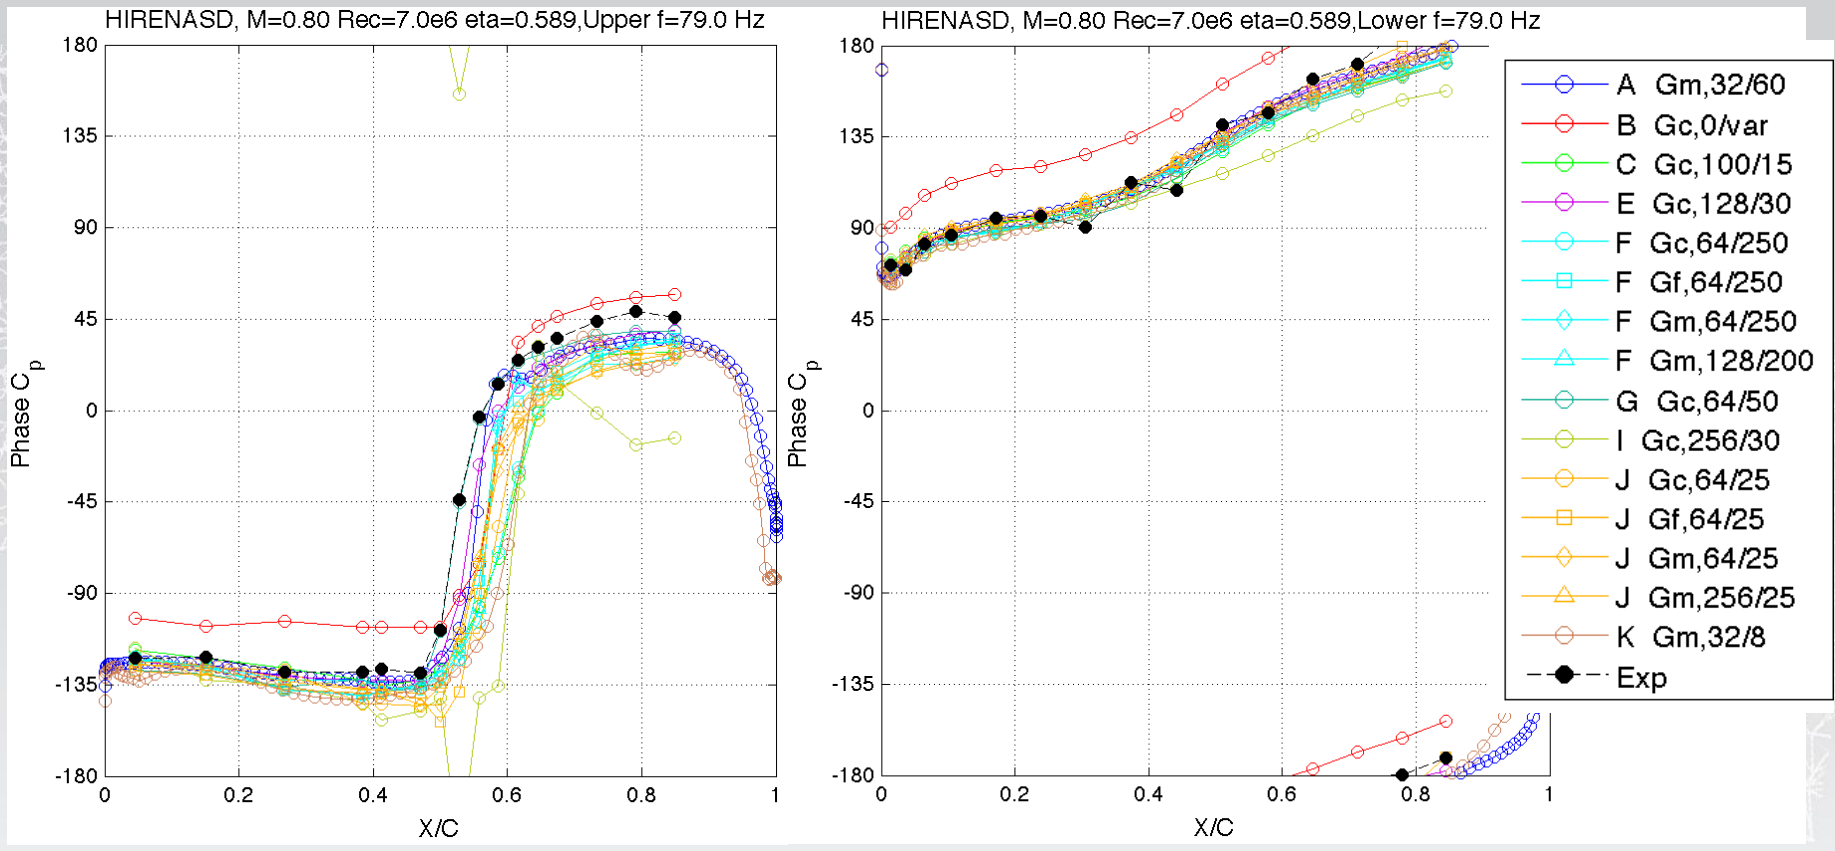 HIRENASD, M=0.80 Rec=7.0e6 eta=0.589,Upper f=79.0 Hz
180
135
90
45
0
-45
-90
-135
-180
0 0.2 0.4 0.6 0.8 1
Phase Cp
X/C
HIRENASD, M=0.80 Rec=7.0e6 eta=0.589,Lower f=79.0 Hz
180
135
90
45
0
-45
-90
-135
-180
0 0.2 0.4 0.6 0.8 1
Phase Cp
X/C
A Gm,32/60
B Gc,0/var
C Gc,100/15
E Gc,128/30
F Gc,64/250
F Gf,64/250
F Gm,64/250
F Gm,128/200
G Gc,64/50
I Gc,256/30
J Gc,64/25
J Gf,64/25
J Gm,64/25
J Gm,256/25
K Gm,32/8
Exp